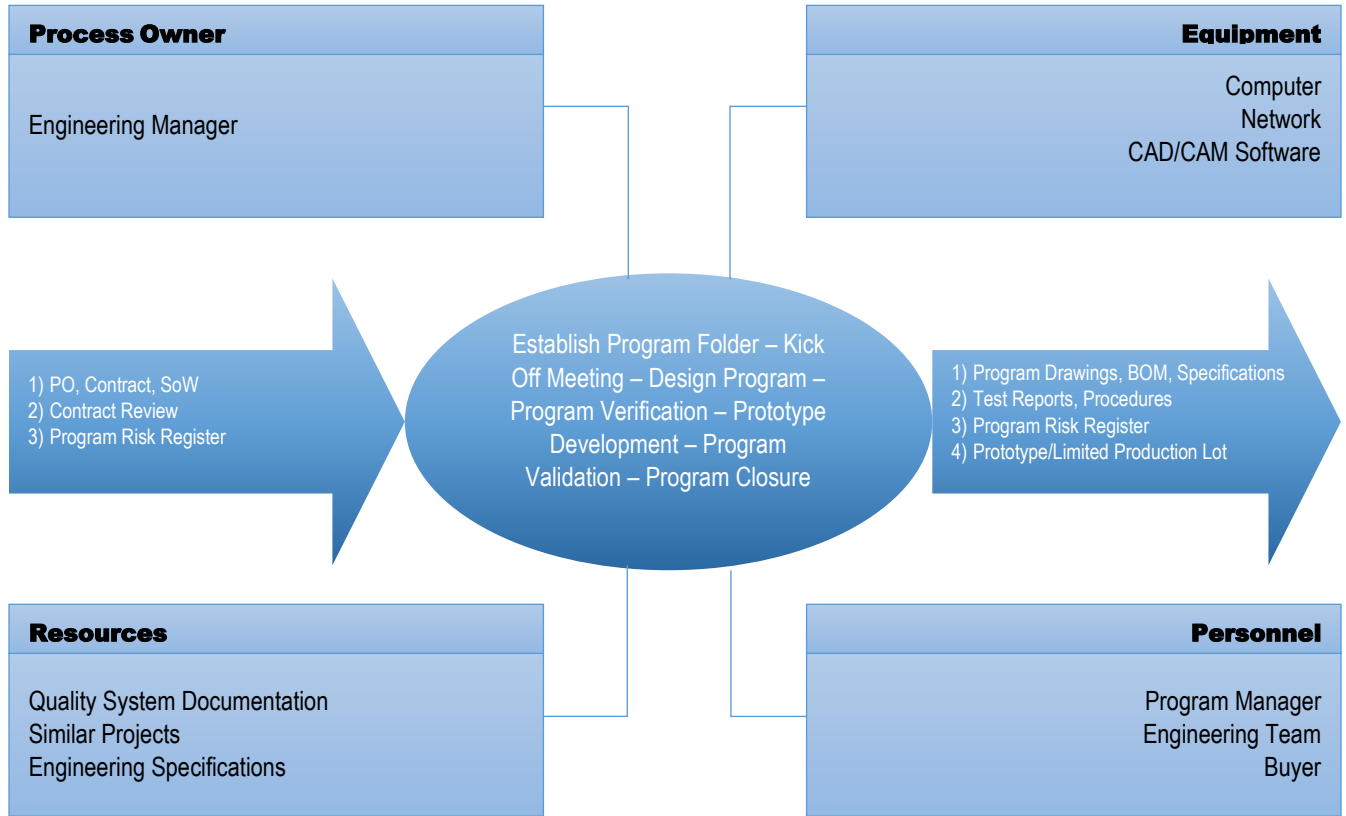 Process Owner
Engineering Manager
Equipment
Computer
Network
CAD/CAM Software
1) PO, Contract, SoW
2) Contract Review
3) Program Risk Register
Establish Program Folder – Kick
Off Meeting – Design Program –
Program Verification – Prototype
Development – Program
Validation – Program Closure
1) Program Drawings, BOM, Specifications
2) Test Reports, Procedures
3) Program Risk Register
4) Prototype/Limited Production Lot
Resources
Quality System Documentation
Similar Projects
Engineering Specifications
Personnel
Program Manager
Engineering Team
Buyer